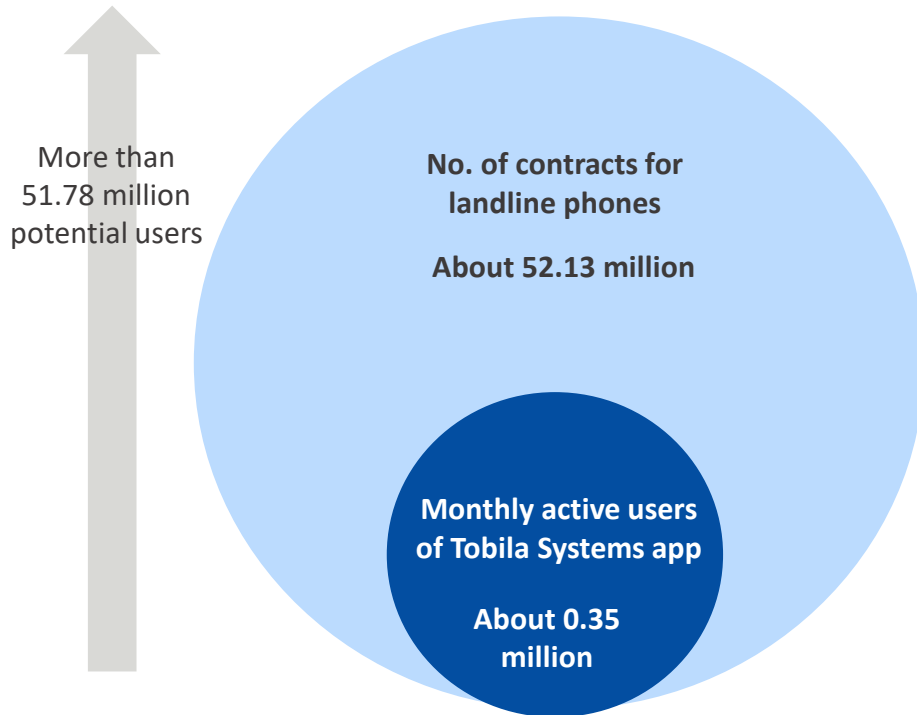 More than
51.78 million
potential users
No. of contracts for
landline phones
About 52.13 million
Monthly active users
of Tobila Systems app
About 0.35
million